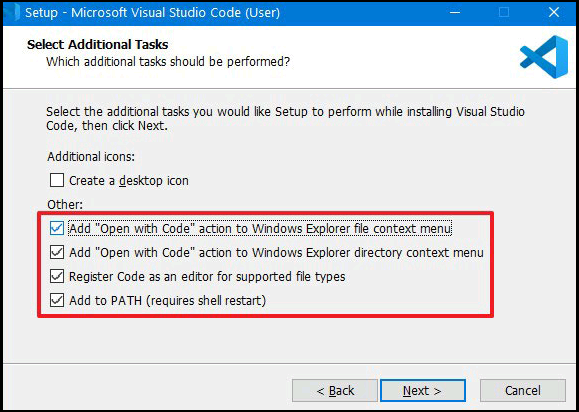 Setup - Microsoft Visual Studio Code (User)
Select Additional Tasks
Which additional tasks should be performed?
Select the additional tasks you would like Setup to perform while installing Visual Studio
Code, then click Next.
Additional icons:
Create a desktop icon
Other:
Add "Open with Code" action to Windows Explorer file context menu
Add "Open with Code" action to Windows Explorer directory context menu
Register Code as an editor for supported file types
Add to PATH (requires shell restart)
< Back Next > Cancel